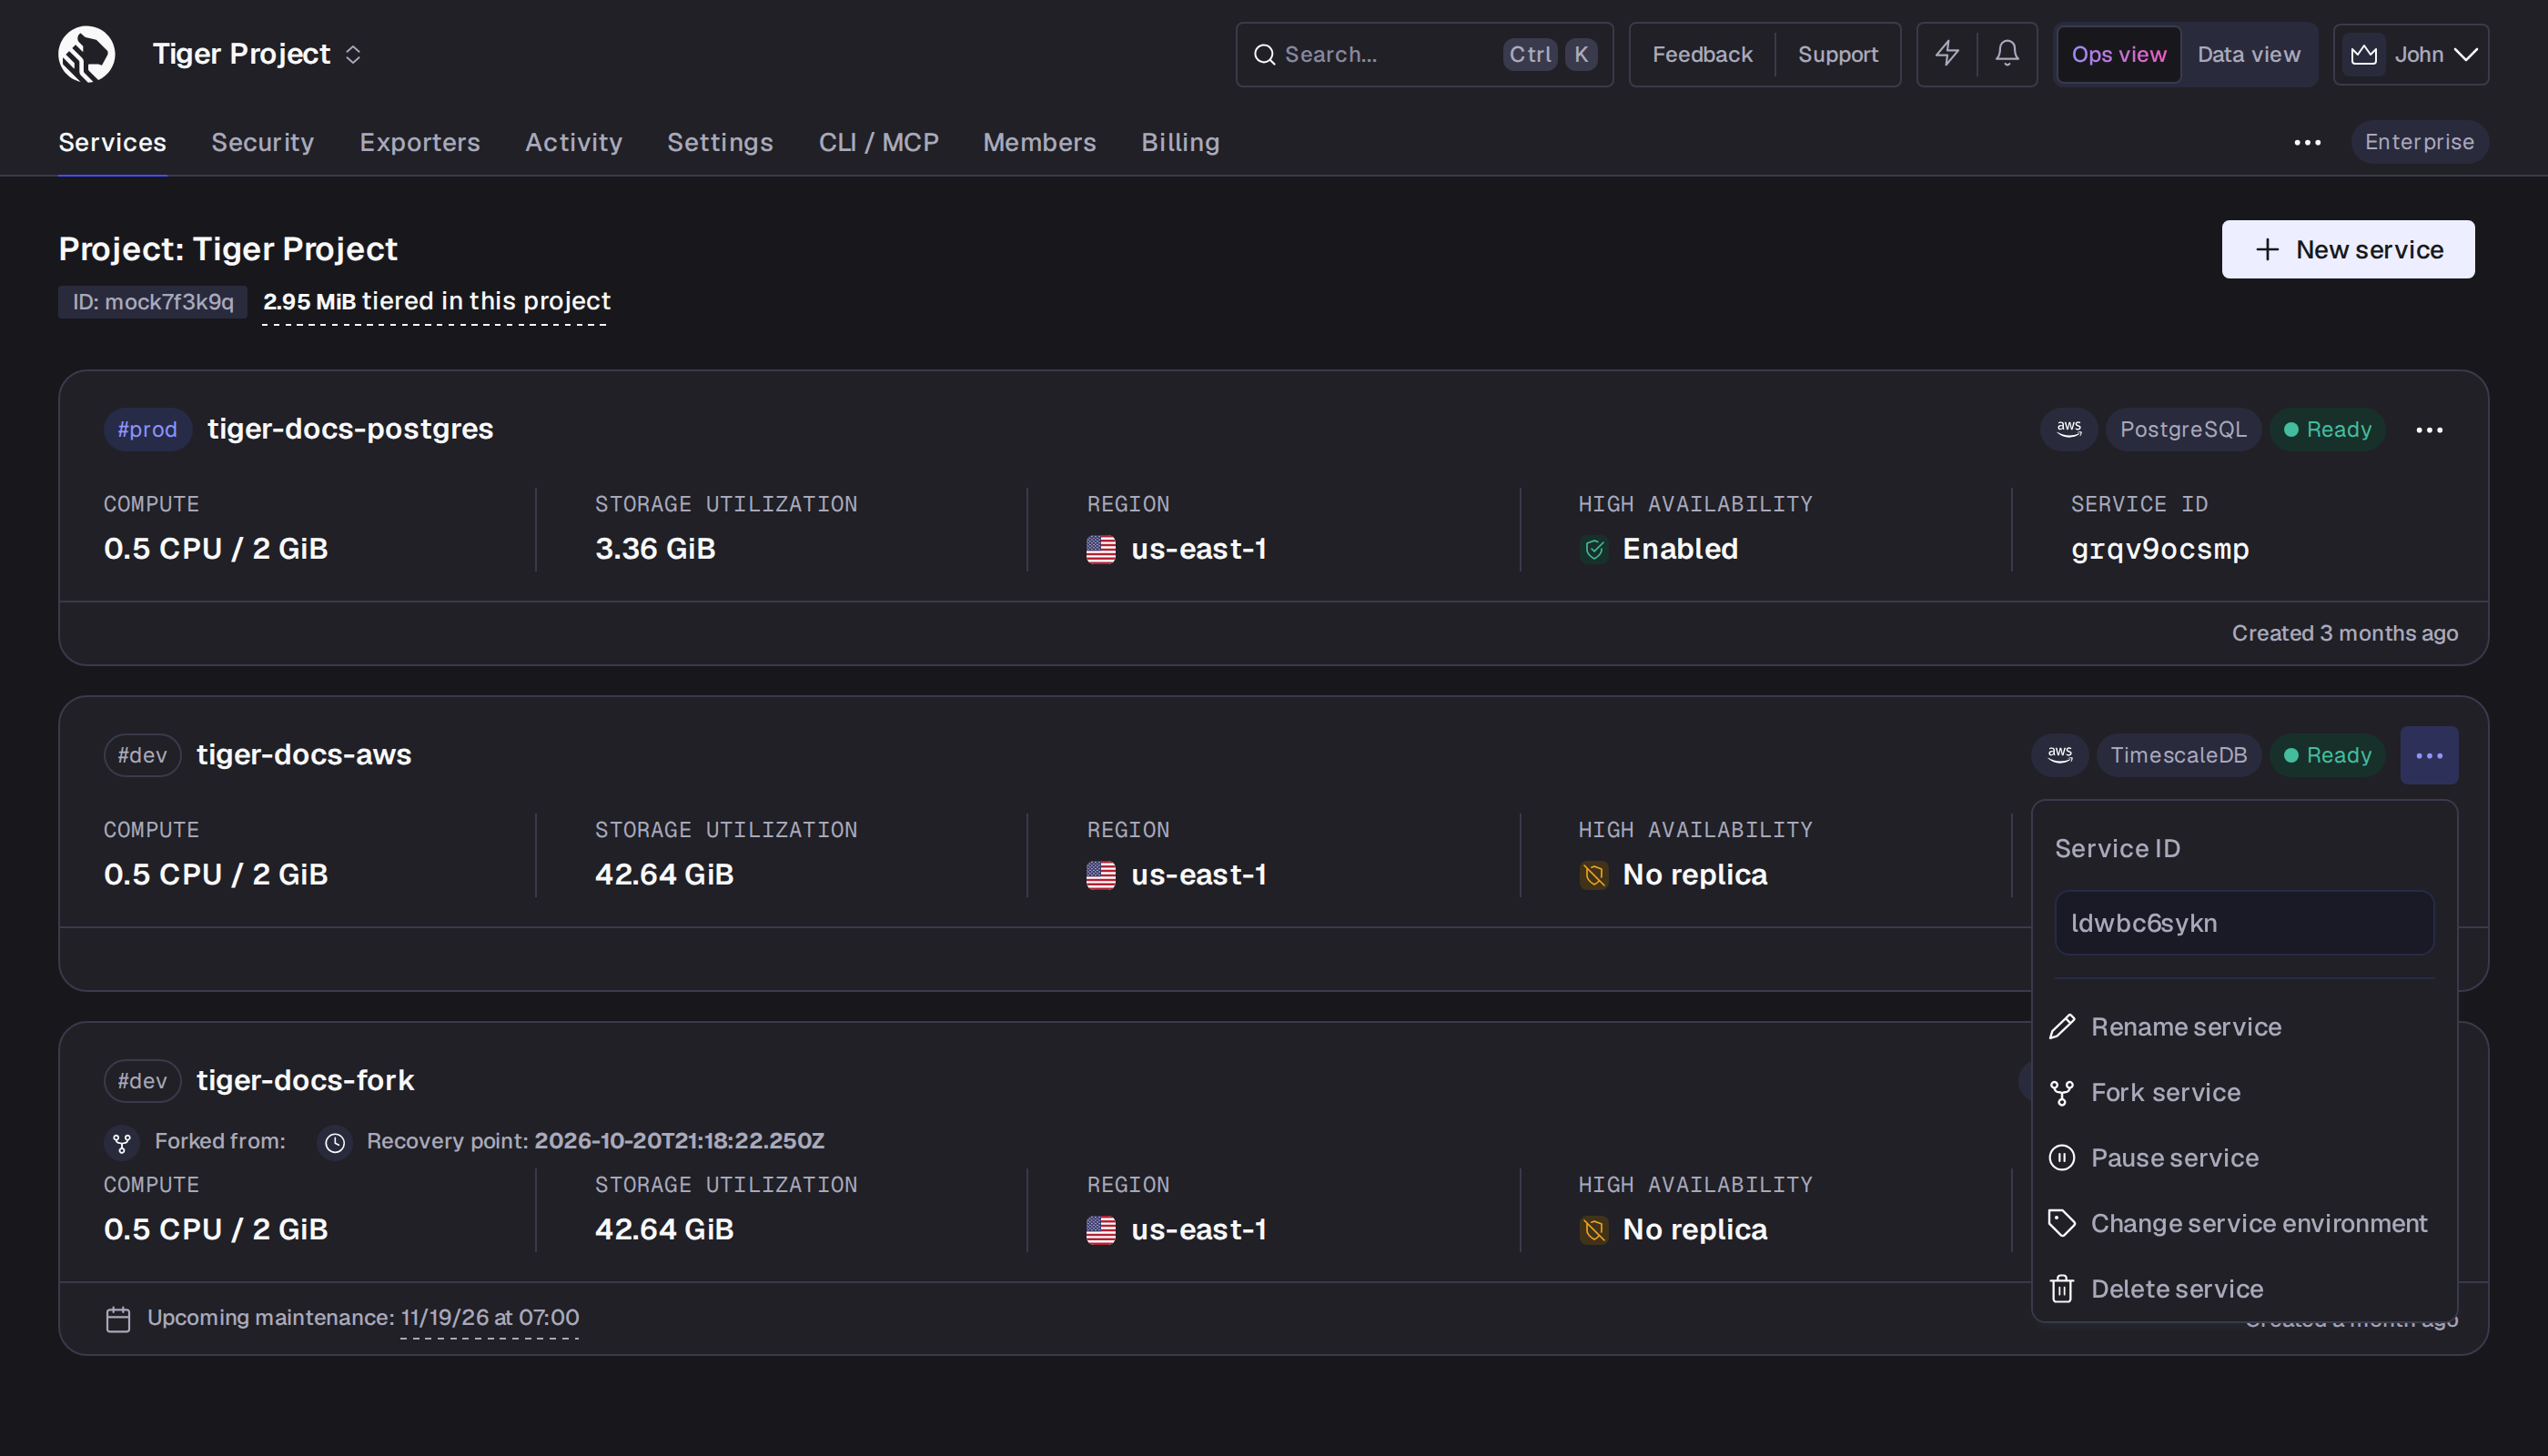 Tiger Project
Search...
Ctrl K
Feedback
Support
Ops view
Data view
John
Services
Security
Exporters
Activity
Settings
CLI / MCP
Members
Billing
Enterprise
Project: Tiger Project
New service
ID: mock7f3k9q
2.95 MiB tiered in this project
#prod
tiger-docs-postgres
aws
PostgreSQL
Ready
COMPUTE
STORAGE UTILIZATION
REGION
HIGH AVAILABILITY
SERVICE ID
0.5 CPU / 2 GiB
3.36 GiB
us-east-1
Enabled
grqv9ocsmp
Created 3 months ago
#dev
tiger-docs-aws
aws
TimescaleDB
Ready
COMPUTE
STORAGE UTILIZATION
REGION
HIGH AVAILABILITY
0.5 CPU / 2 GiB
42.64 GiB
us-east-1
No replica
Service ID
ldwbc6sykn
Rename service
Fork service
Pause service
Change service environment
Delete service
#dev
tiger-docs-fork
Forked from:
Recovery point: 2026-10-20T21:18:22.250Z
COMPUTE
STORAGE UTILIZATION
REGION
HIGH AVAILABILITY
0.5 CPU / 2 GiB
42.64 GiB
us-east-1
No replica
Upcoming maintenance: 11/19/26 at 07:00
Created a month ago